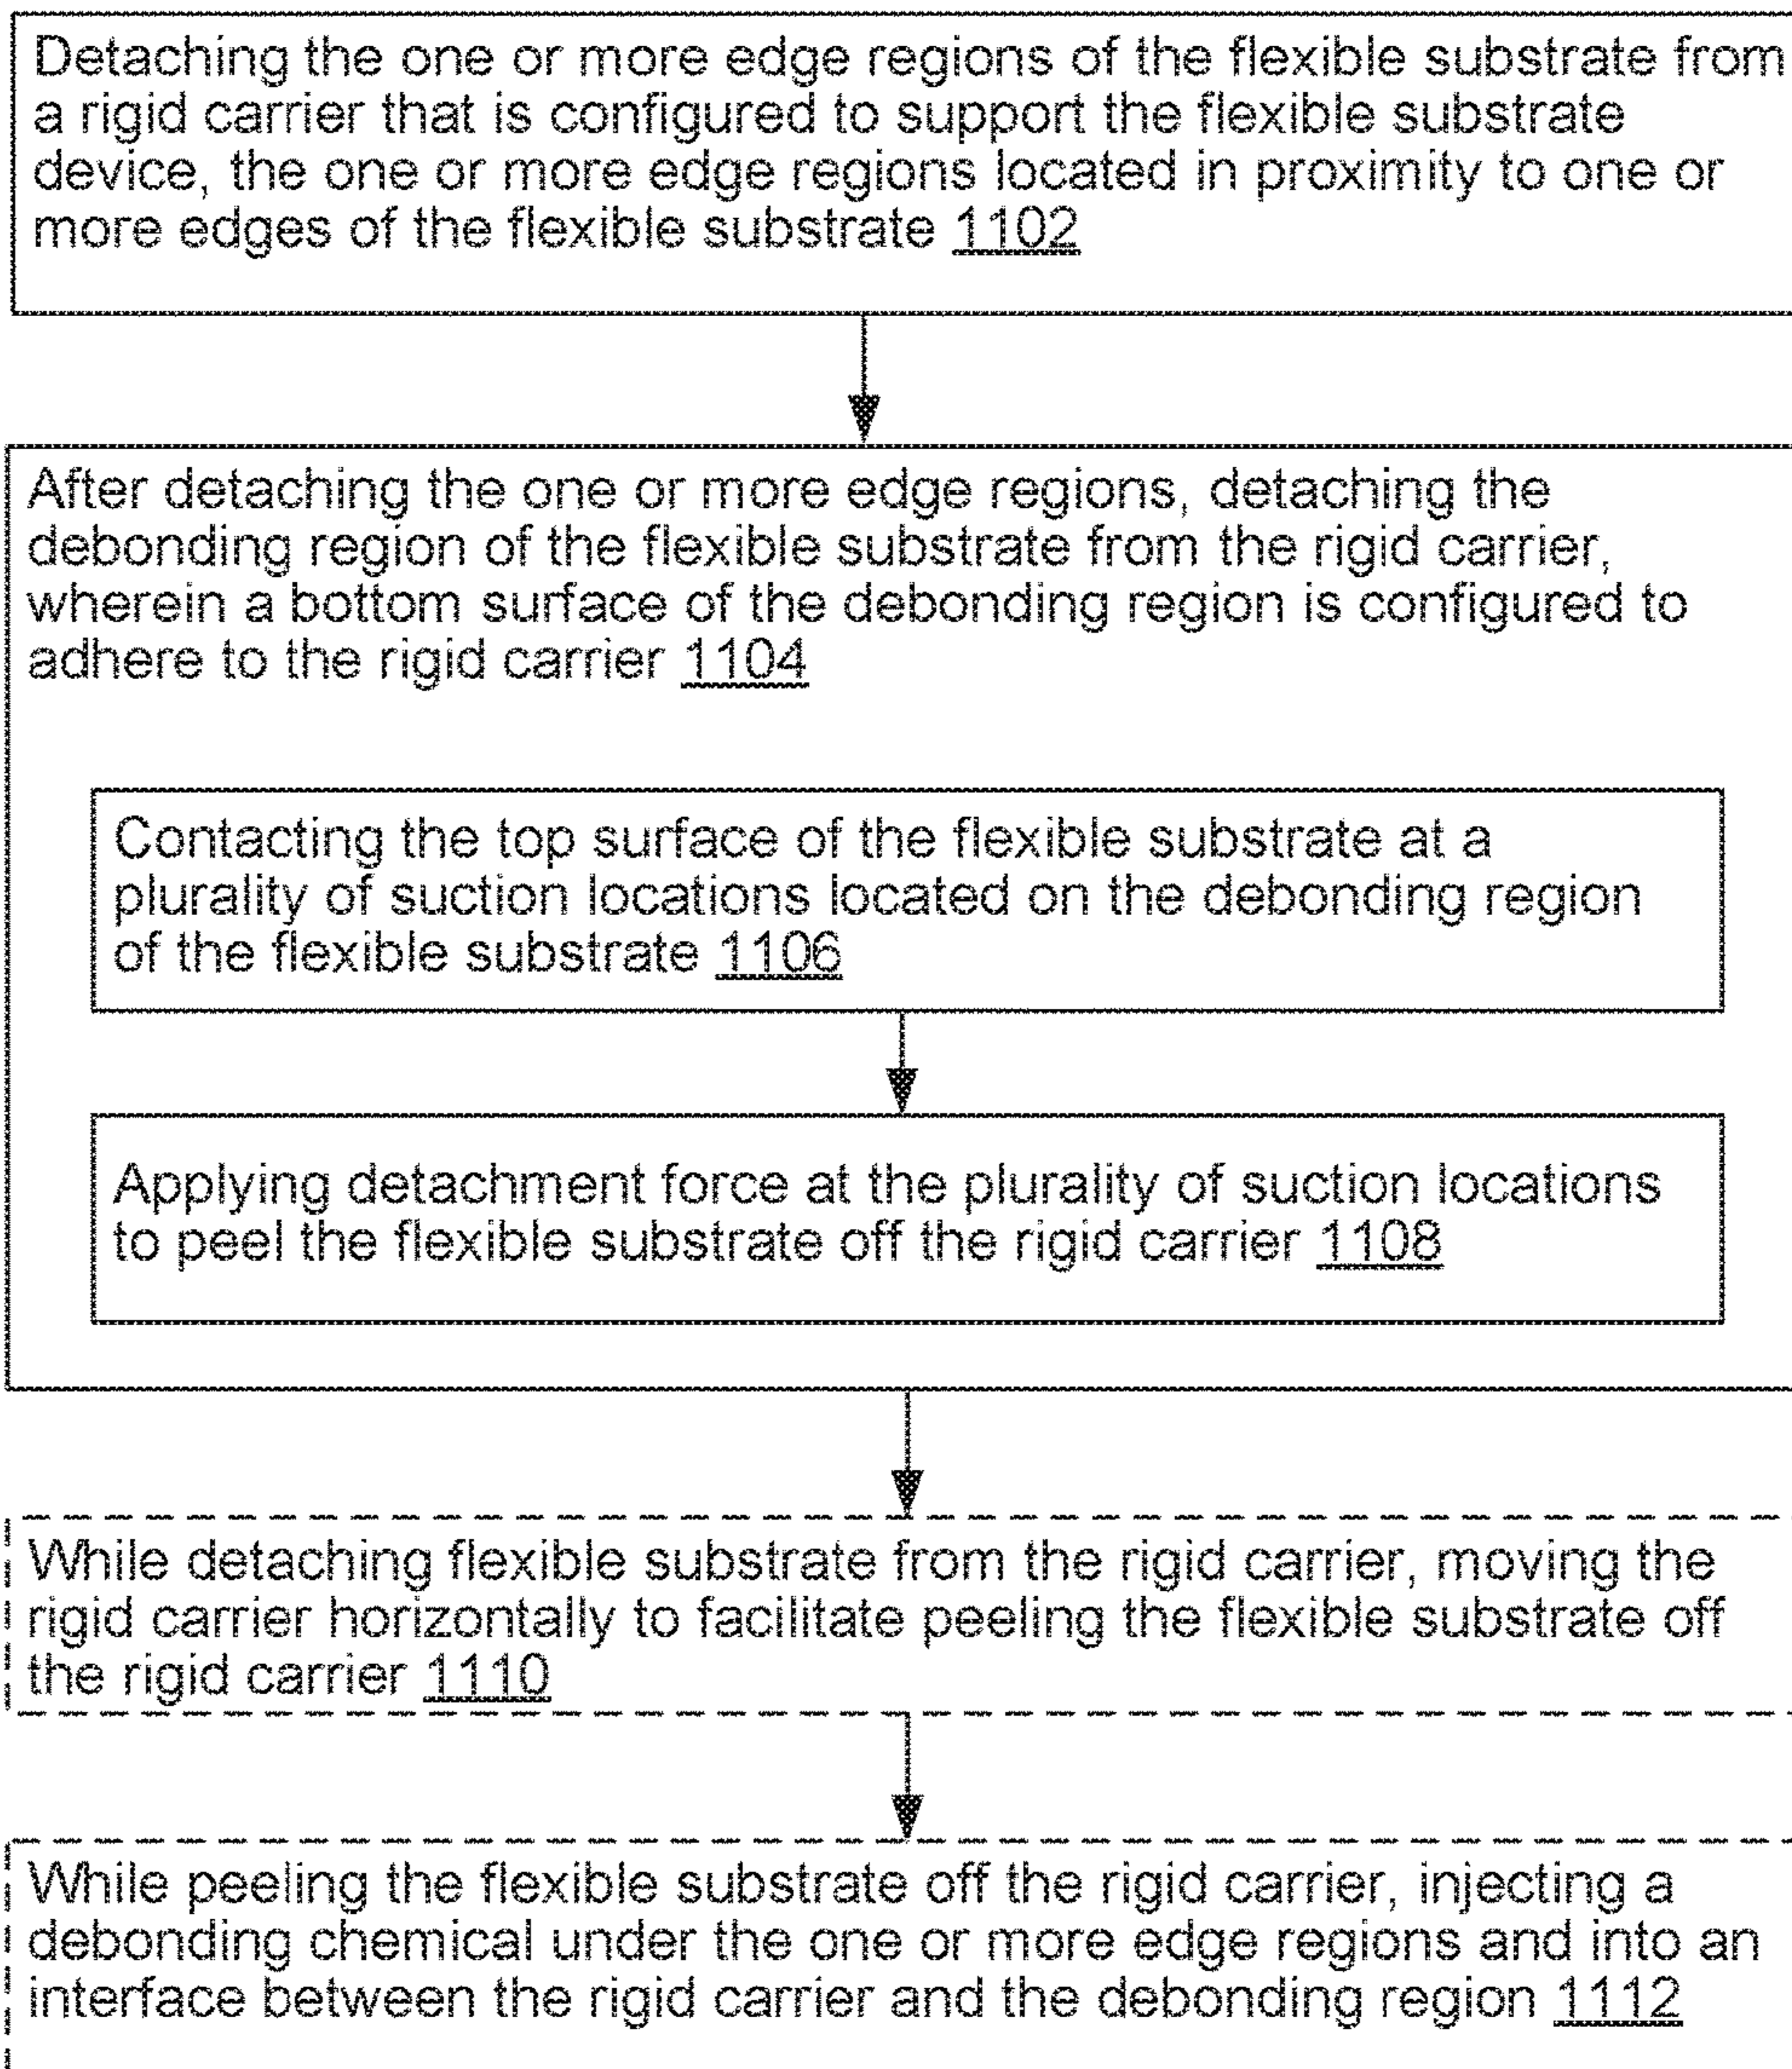 Detaching the one or more edge regions of the flexible substrate from
a rigid carrier that is configured to support the flexible substrate
device, the one or more edge regions located in proximity to one or
more edges of the flexible substrate 1102
After detaching the one or more edge regions, detaching the
debonding region of the flexible substrate from the rigid carrier,
wherein a bottom surface of the debonding region is configured to
adhere to the rigid carrier 1104
Contacting the top surface of the flexible substrate at a
plurality of suction locations located on the debonding region
of the flexible substrate 1106
Applying detachment force at the plurality of suction locations
to peel the flexible substrate off the rigid carrier 1108
While detaching flexible substrate from the rigid carrier, moving the
rigid carrier horizontally to facilitate peeling the flexible substrate off
the rigid carrier 1110
While peeling the flexible substrate off the rigid carrier, injecting a
debonding chemical under the one or more edge regions and into an
interface between the rigid carrier and the debonding region 1112